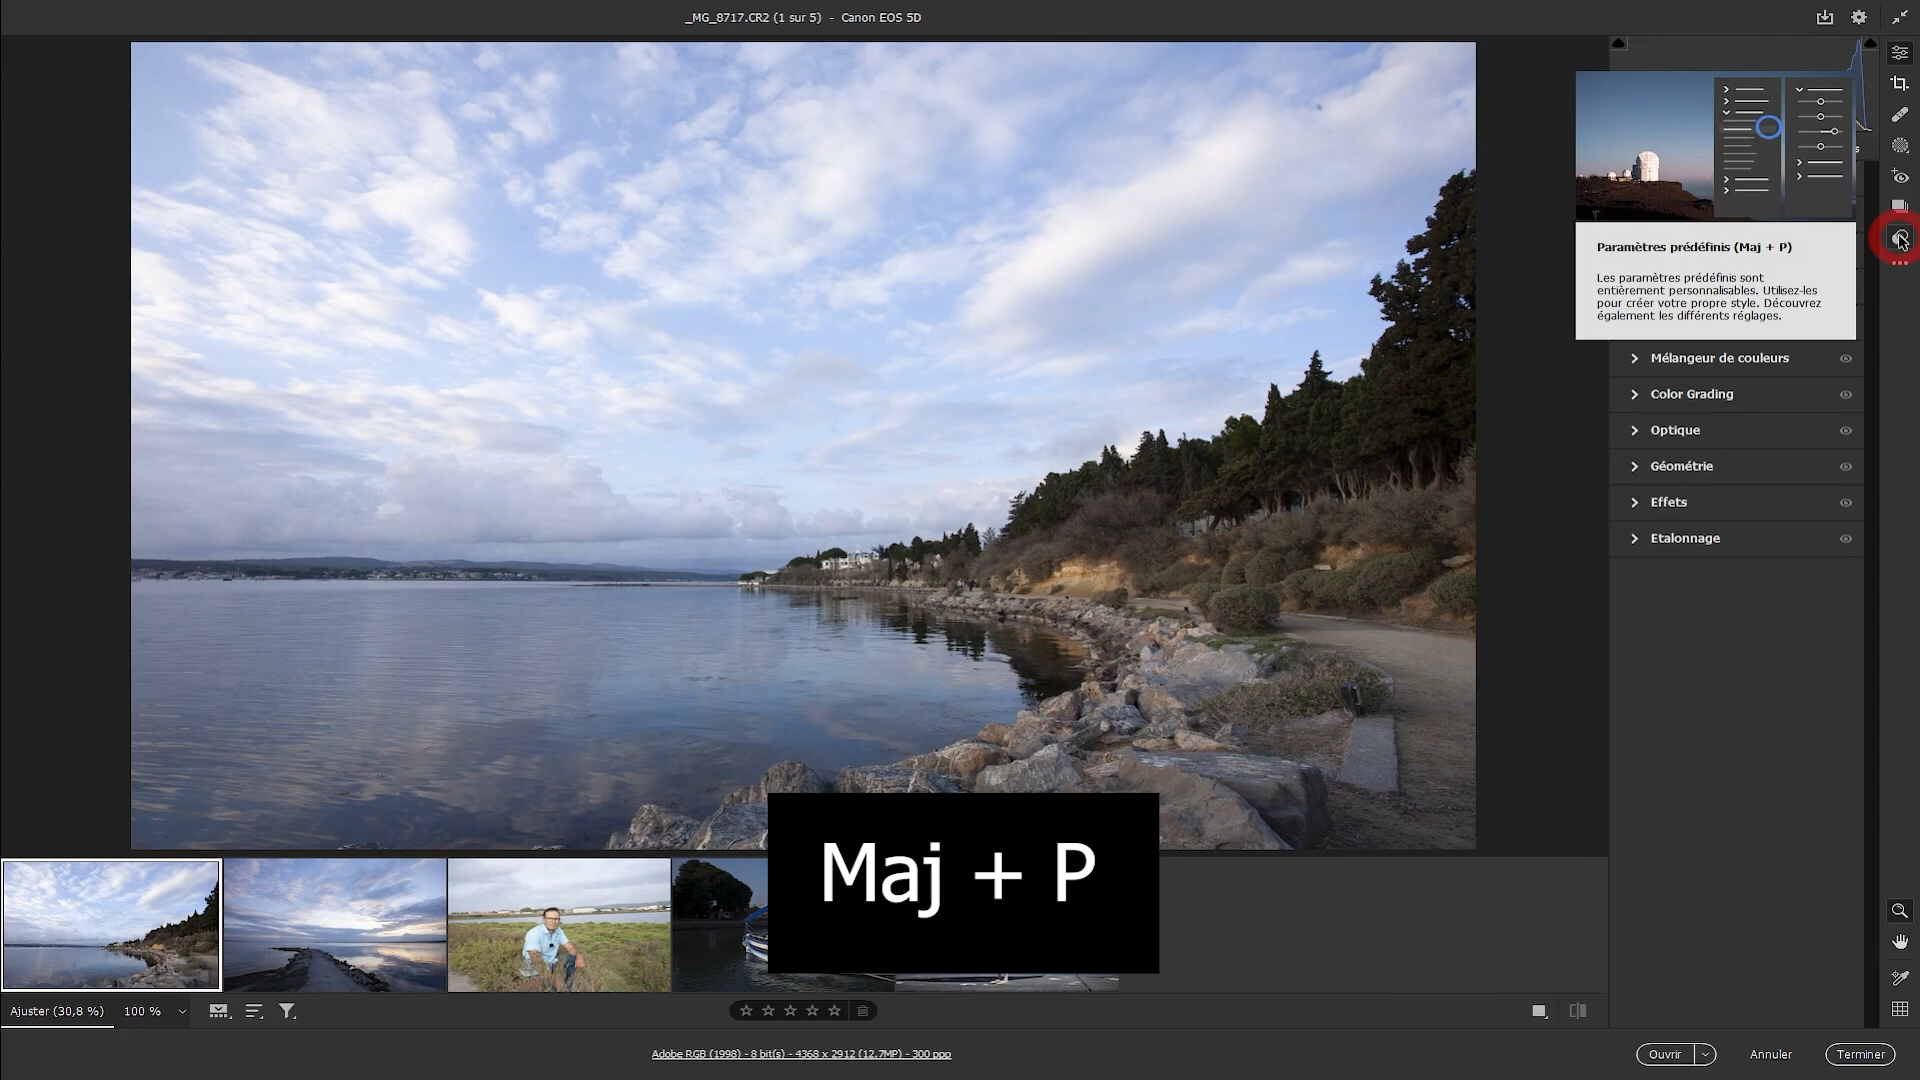 _MG_8717.CR2 (1 sur 5) - Canon EOS 5D
Paramètres prédéfinis (Maj + P)
Les paramètres prédéfinis sont
entièrement personnalisables. Utilisez-les
pour créer votre propre style. Découvrez
également les différents réglages.
Mélangeur de couleurs
Color Grading
Optique
Géométrie
Effets
Etalonnage
Maj + P
Ajuster (30,8 %) 100 %
Adobe RGB (1998) - 8 bit(s) - 4368 x 2912 (12,7MP) - 300 ppp
Ouvrir Annuler Terminer